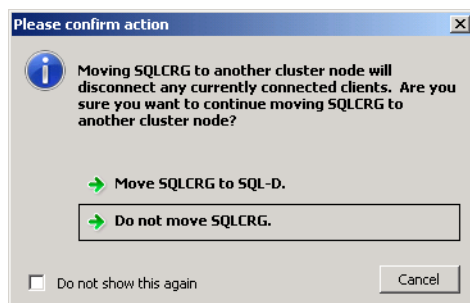 Please confirm action
Moving SQLCRG to another cluster node will
disconnect any currently connected clients. Are you
sure you want to continue moving SQLCRG to
another cluster node?
Move SQLCRG to SQL-D.
Do not move SQLCRG.
Do not show this again
Cancel